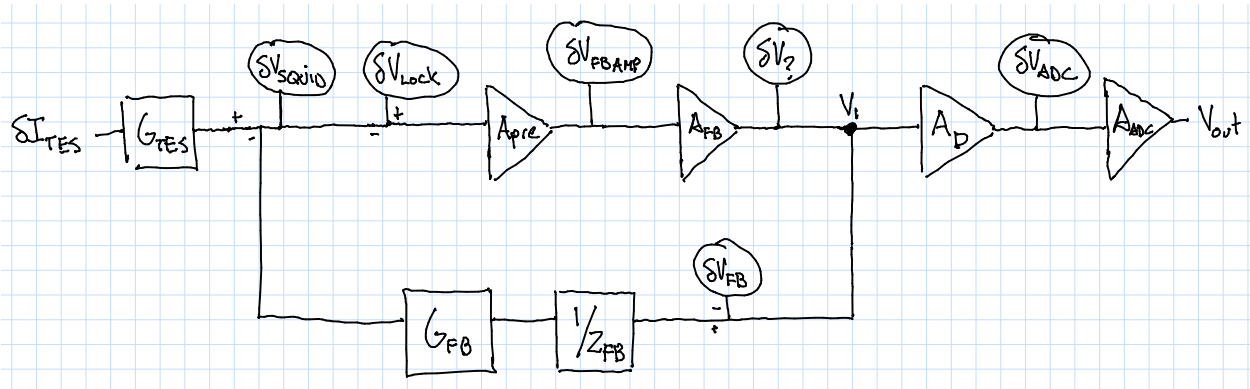 δV_SQUID δV_LOCK δV_FBAMP δV_? δV_ADC
δI_TES G_TES + - - + A_pre A_FB V_1 A_D A_ADC V_out
δV_FB
- +
G_FB 1/Z_FB